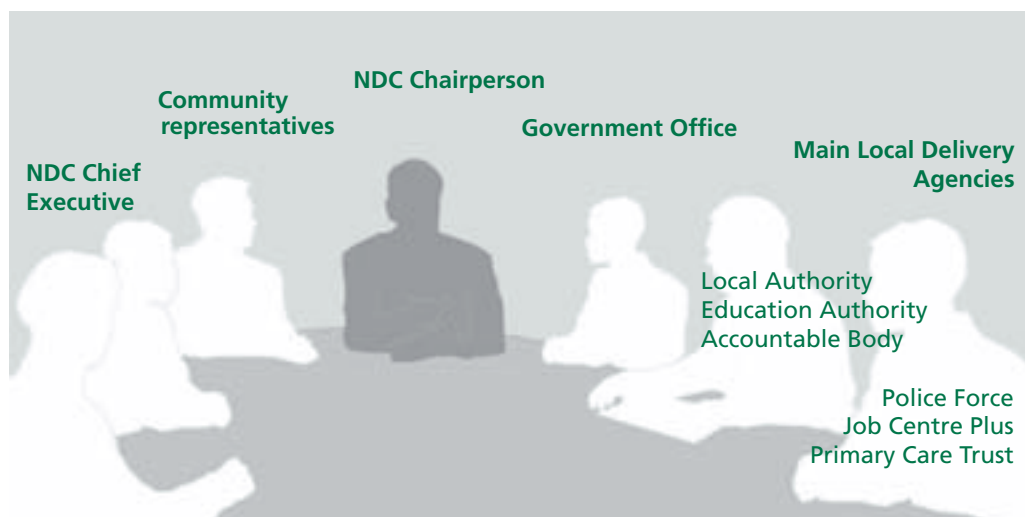 NDC Chairperson
Community
representatives
Government Office
Main Local Delivery
Agencies
NDC Chief
Executive
Local Authority
Education Authority
Accountable Body
Police Force
Job Centre Plus
Primary Care Trust